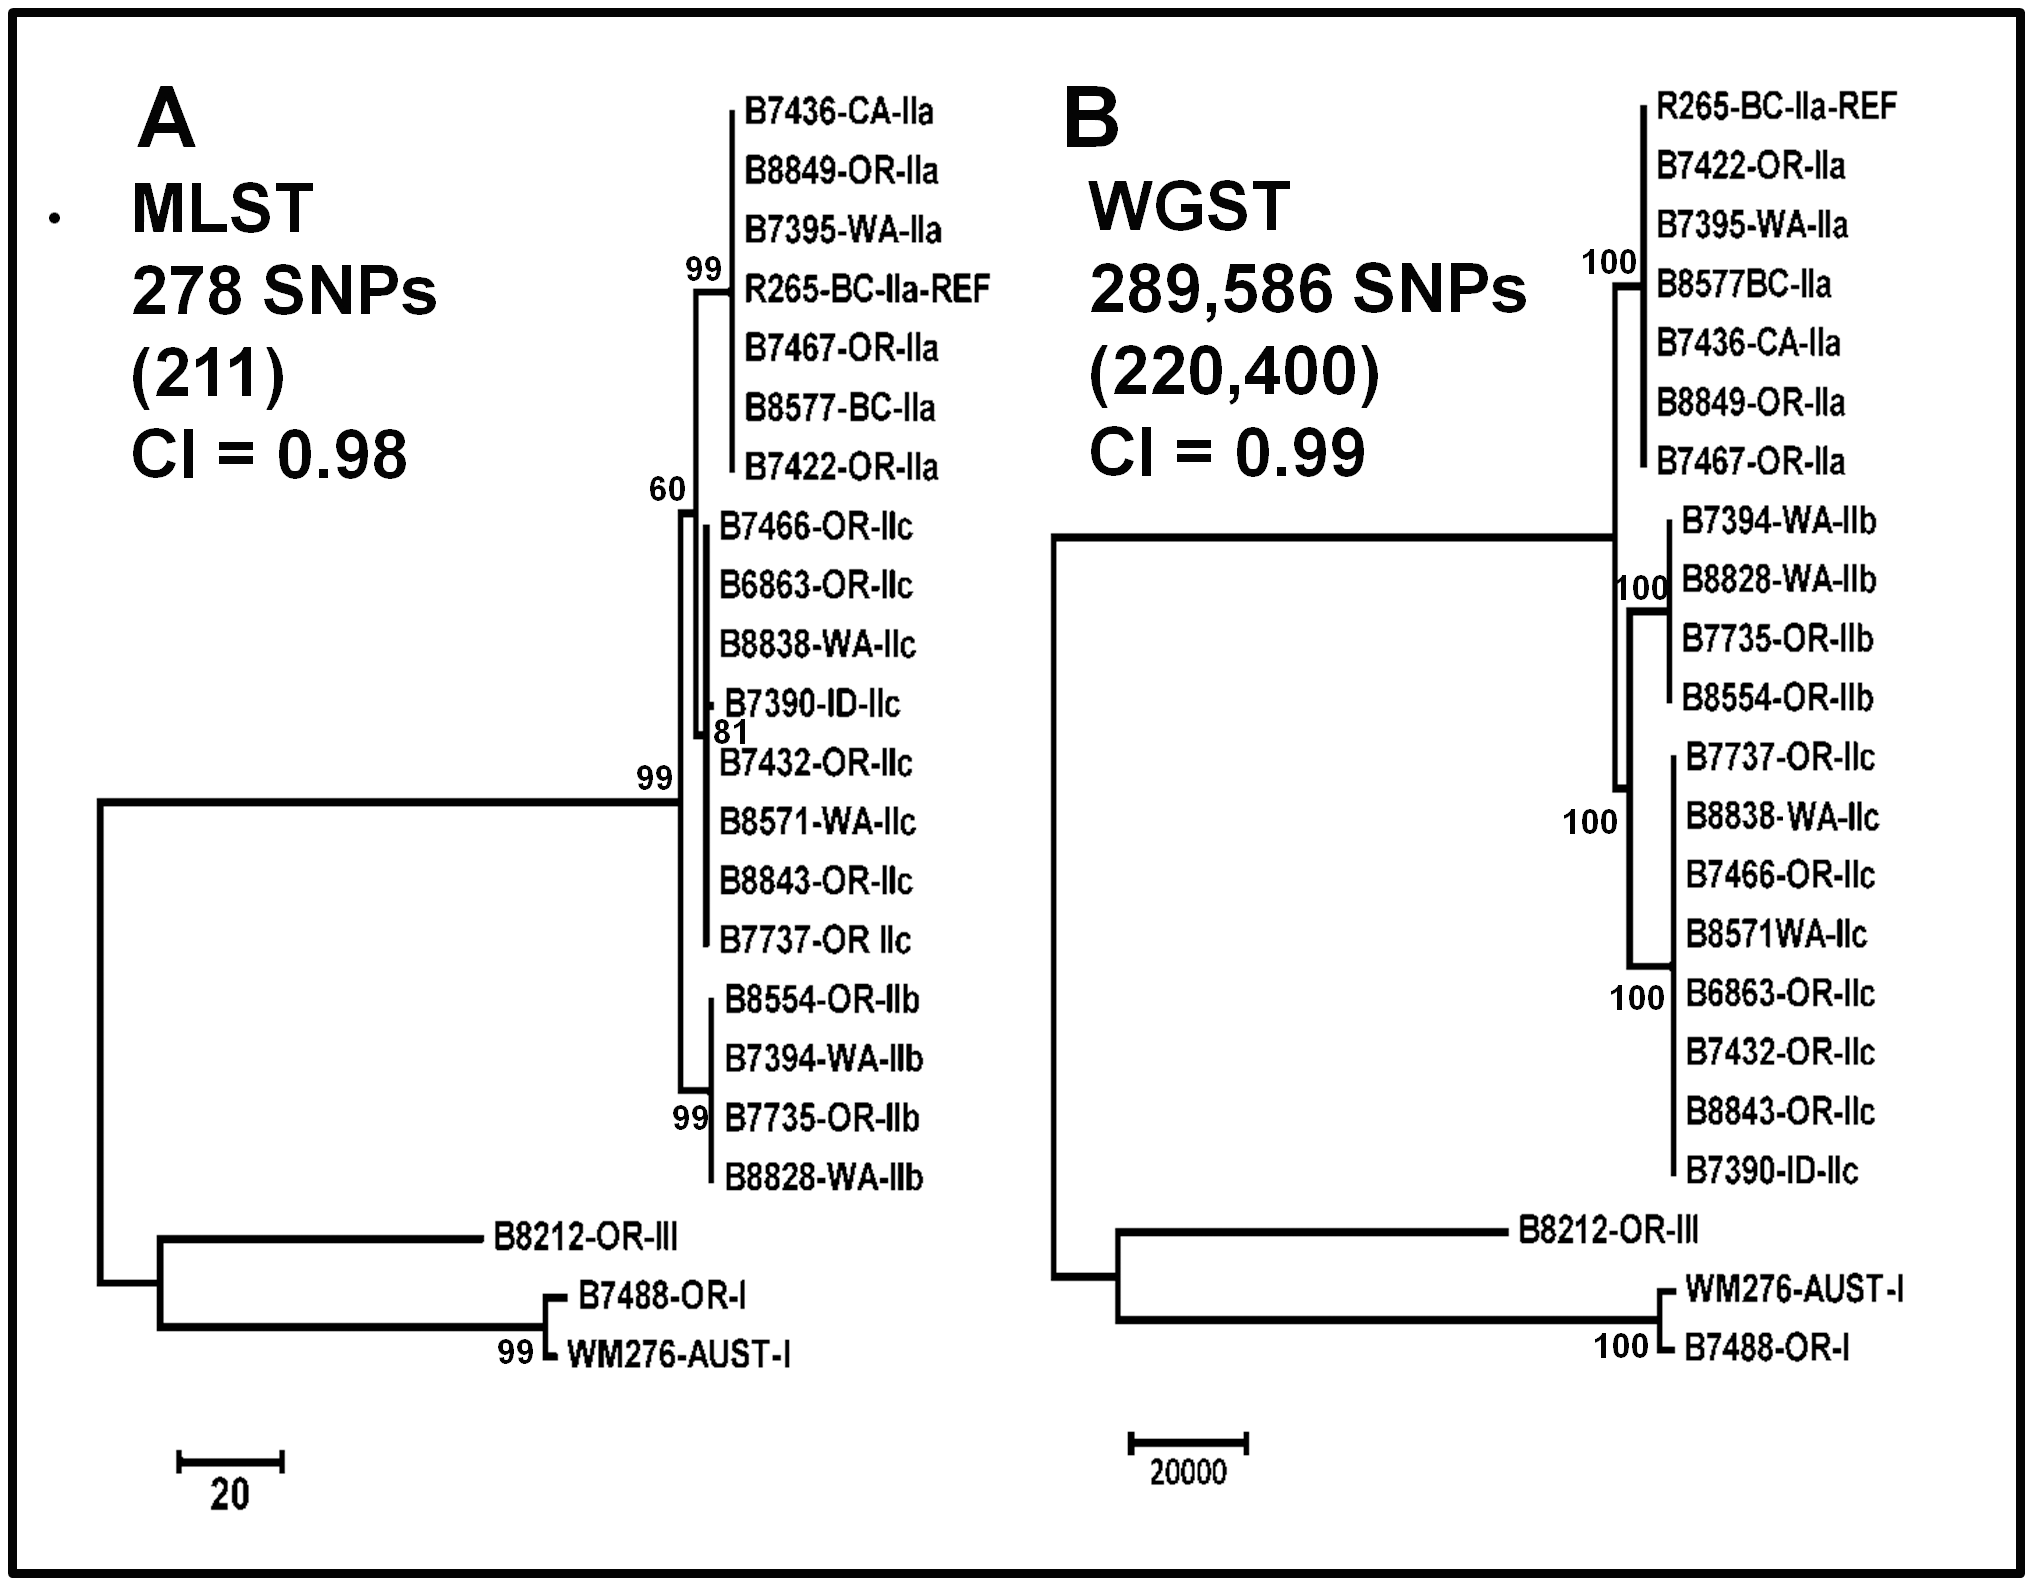 A
MLST
278 SNPs
(211)
CI = 0.98
B7436-CA-IIa
B8849-OR-IIa
B7395-WA-IIa
99
R265-BC-IIa-REF
B7467-OR-IIa
B8577-BC-IIa
B7422-OR-IIa
60
B7466-OR-IIc
B6863-OR-IIc
B8838-WA-IIc
B7390-ID-IIc
81
B7432-OR-IIc
99
B8571-WA-IIc
B8843-OR-IIc
B7737-OR IIc
B8554-OR-IIb
B7394-WA-IIb
99
B7735-OR-IIb
B8828-WA-IIb
B8212-OR-III
B7488-OR-I
99
WM276-AUST-I
20
B
WGST
289,586 SNPs
(220,400)
CI = 0.99
R265-BC-IIa-REF
B7422-OR-IIa
B7395-WA-IIa
100
B8577BC-IIa
B7436-CA-IIa
B8849-OR-IIa
B7467-OR-IIa
B7394-WA-IIb
100
B8828-WA-IIb
B7735-OR-IIb
B8554-OR-IIb
B7737-OR-IIc
100
B8838-WA-IIc
B7466-OR-IIc
B8571WA-IIc
100
B6863-OR-IIc
B7432-OR-IIc
B8843-OR-IIc
B7390-ID-IIc
B8212-OR-III
WM276-AUST-I
100
B7488-OR-I
20000